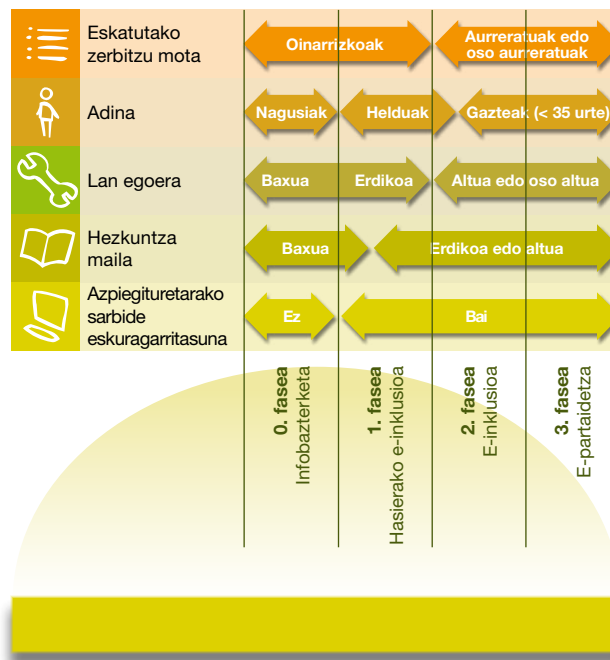 Eskatutako
zerbitzu mota
Oinarrizkoak
Aurreratuak edo
oso aurreratuak
Adina
Nagusiak
Helduak
Gazteak (< 35 urte)
Lan egoera
Baxua
Erdikoa
Altua edo oso altua
Hezkuntza
maila
Baxua
Erdikoa edo altua
Azpiegituretarako
sarbide
eskuragarritasuna
Ez
Bai
0. fasea
Infobazterketa
1. fasea
Hasierako e-inklusioa
2. fasea
E-inklusioa
3. fasea
E-partaidetza